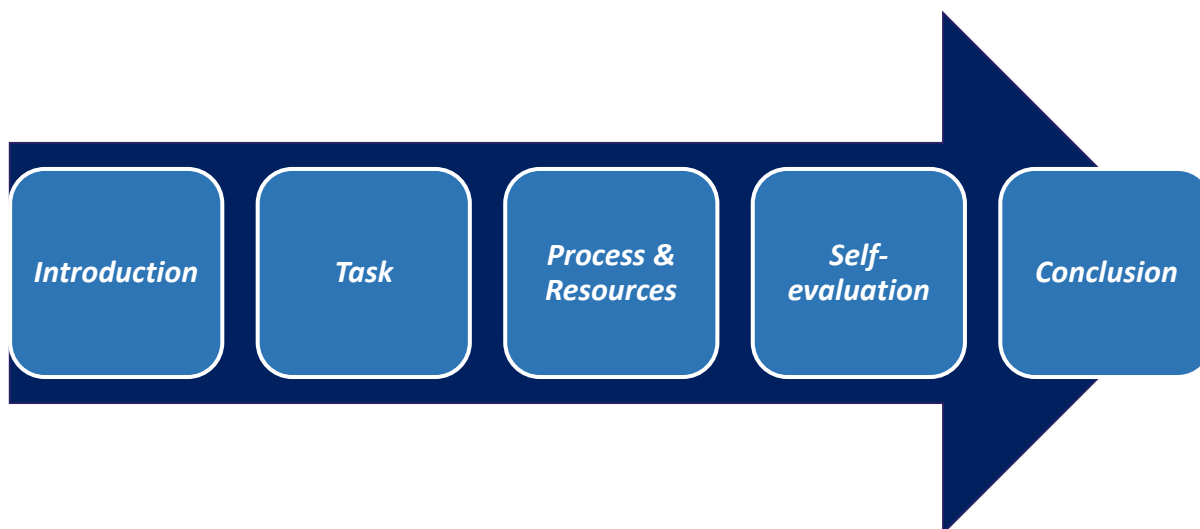 Introduction
Task
Process &
Resources
Self-
evaluation
Conclusion